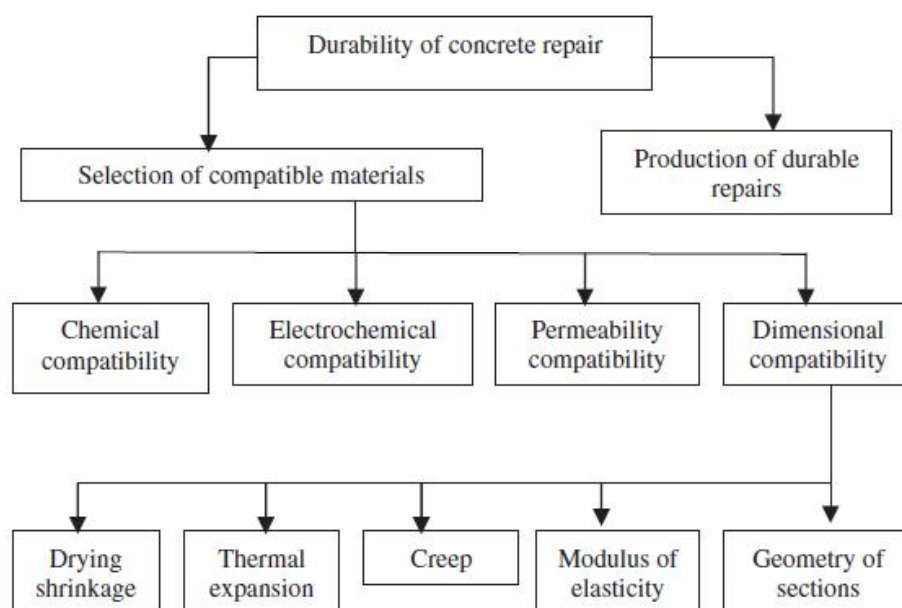 Durability of concrete repair
Selection of compatible materials
Production of durable
repairs
Chemical
compatibility
Electrochemical
compatibility
Permeability
compatibility
Dimensional
compatibility
Drying
shrinkage
Thermal
expansion
Creep
Modulus of
elasticity
Geometry of
sections